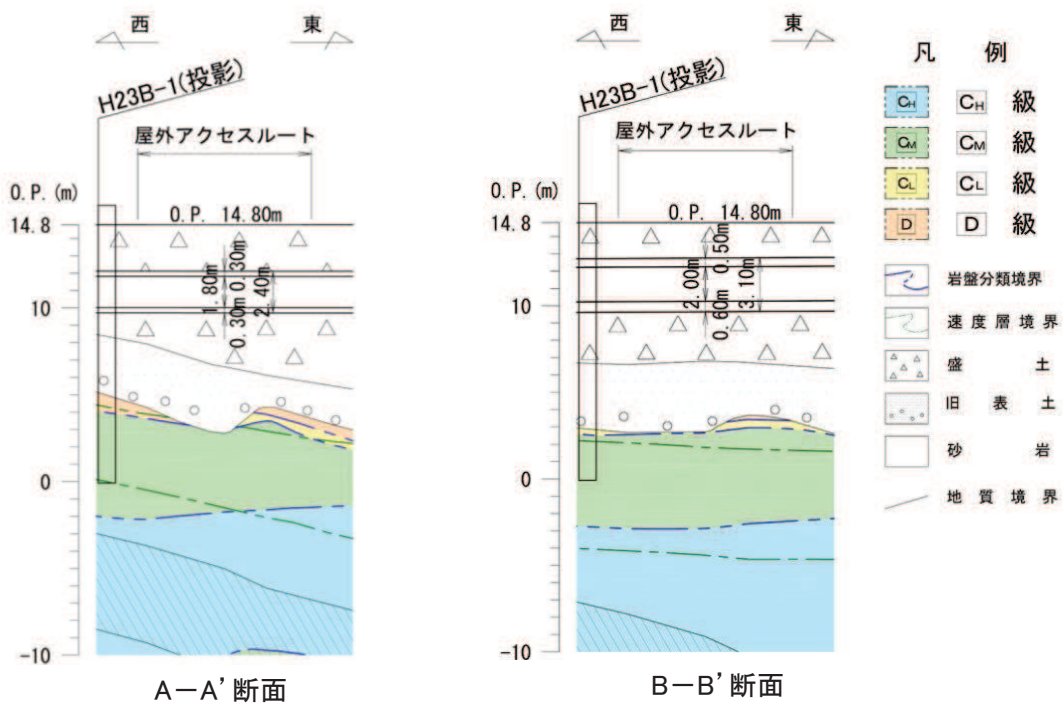 西 東
H23B-1(投影)
屋外アクセスルート
O.P.(m)
14.8
O.P. 14.80m
0.30m
1.80m
2.40m
0.30m
10
0
-10
A-A'断面
西 東
H23B-1(投影)
屋外アクセスルート
O.P.(m)
14.8
O.P. 14.80m
0.50m
2.00m
3.10m
0.60m
10
0
-10
B-B'断面
凡 例
CH CH 級
CM CM 級
CL CL 級
D D 級
岩盤分類境界
速度層境界
盛 土
旧表土
砂 岩
地質境界